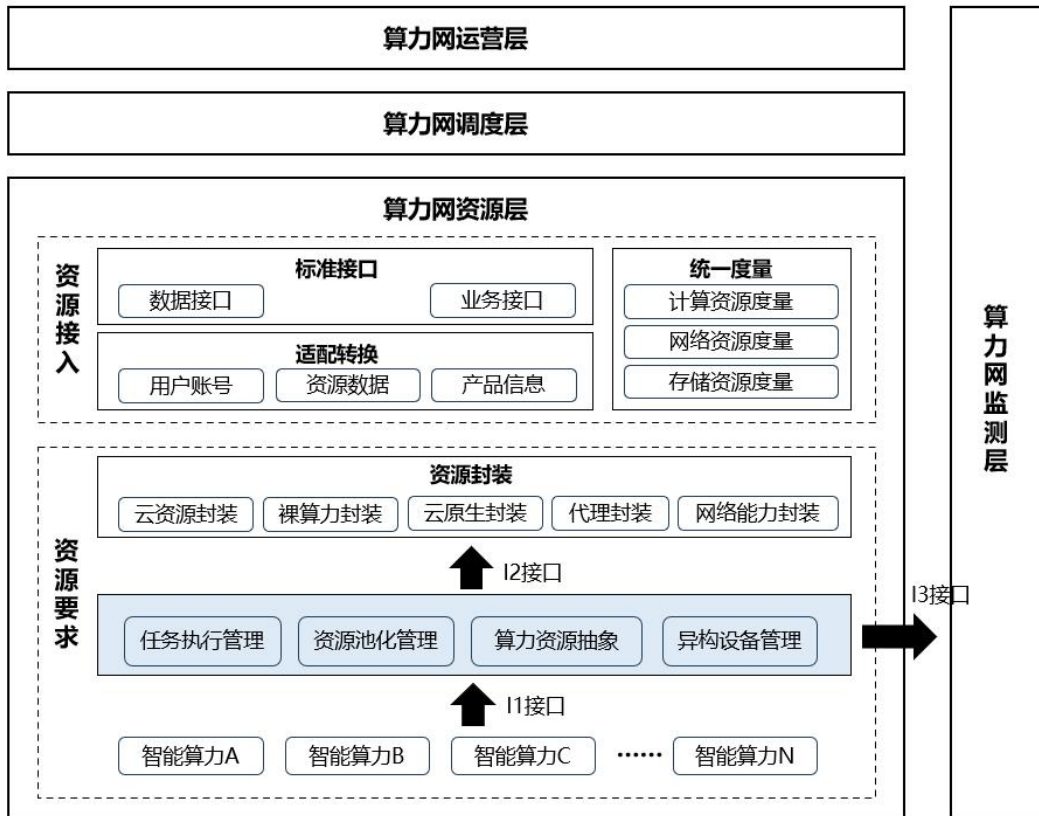 算力网运营层
算力网调度层
算力网资源层
资源接入
标准接口
数据接口
业务接口
适配转换
用户账号
资源数据
产品信息
统一度量
计算资源度量
网络资源度量
存储资源度量
资源要求
资源封装
云资源封装
裸算力封装
云原生封装
代理封装
网络能力封装
I2接口
任务执行管理
资源池化管理
算力资源抽象
异构设备管理
I1接口
智能算力A
智能算力B
智能算力C
······
智能算力N
I3接口
算力网监测层